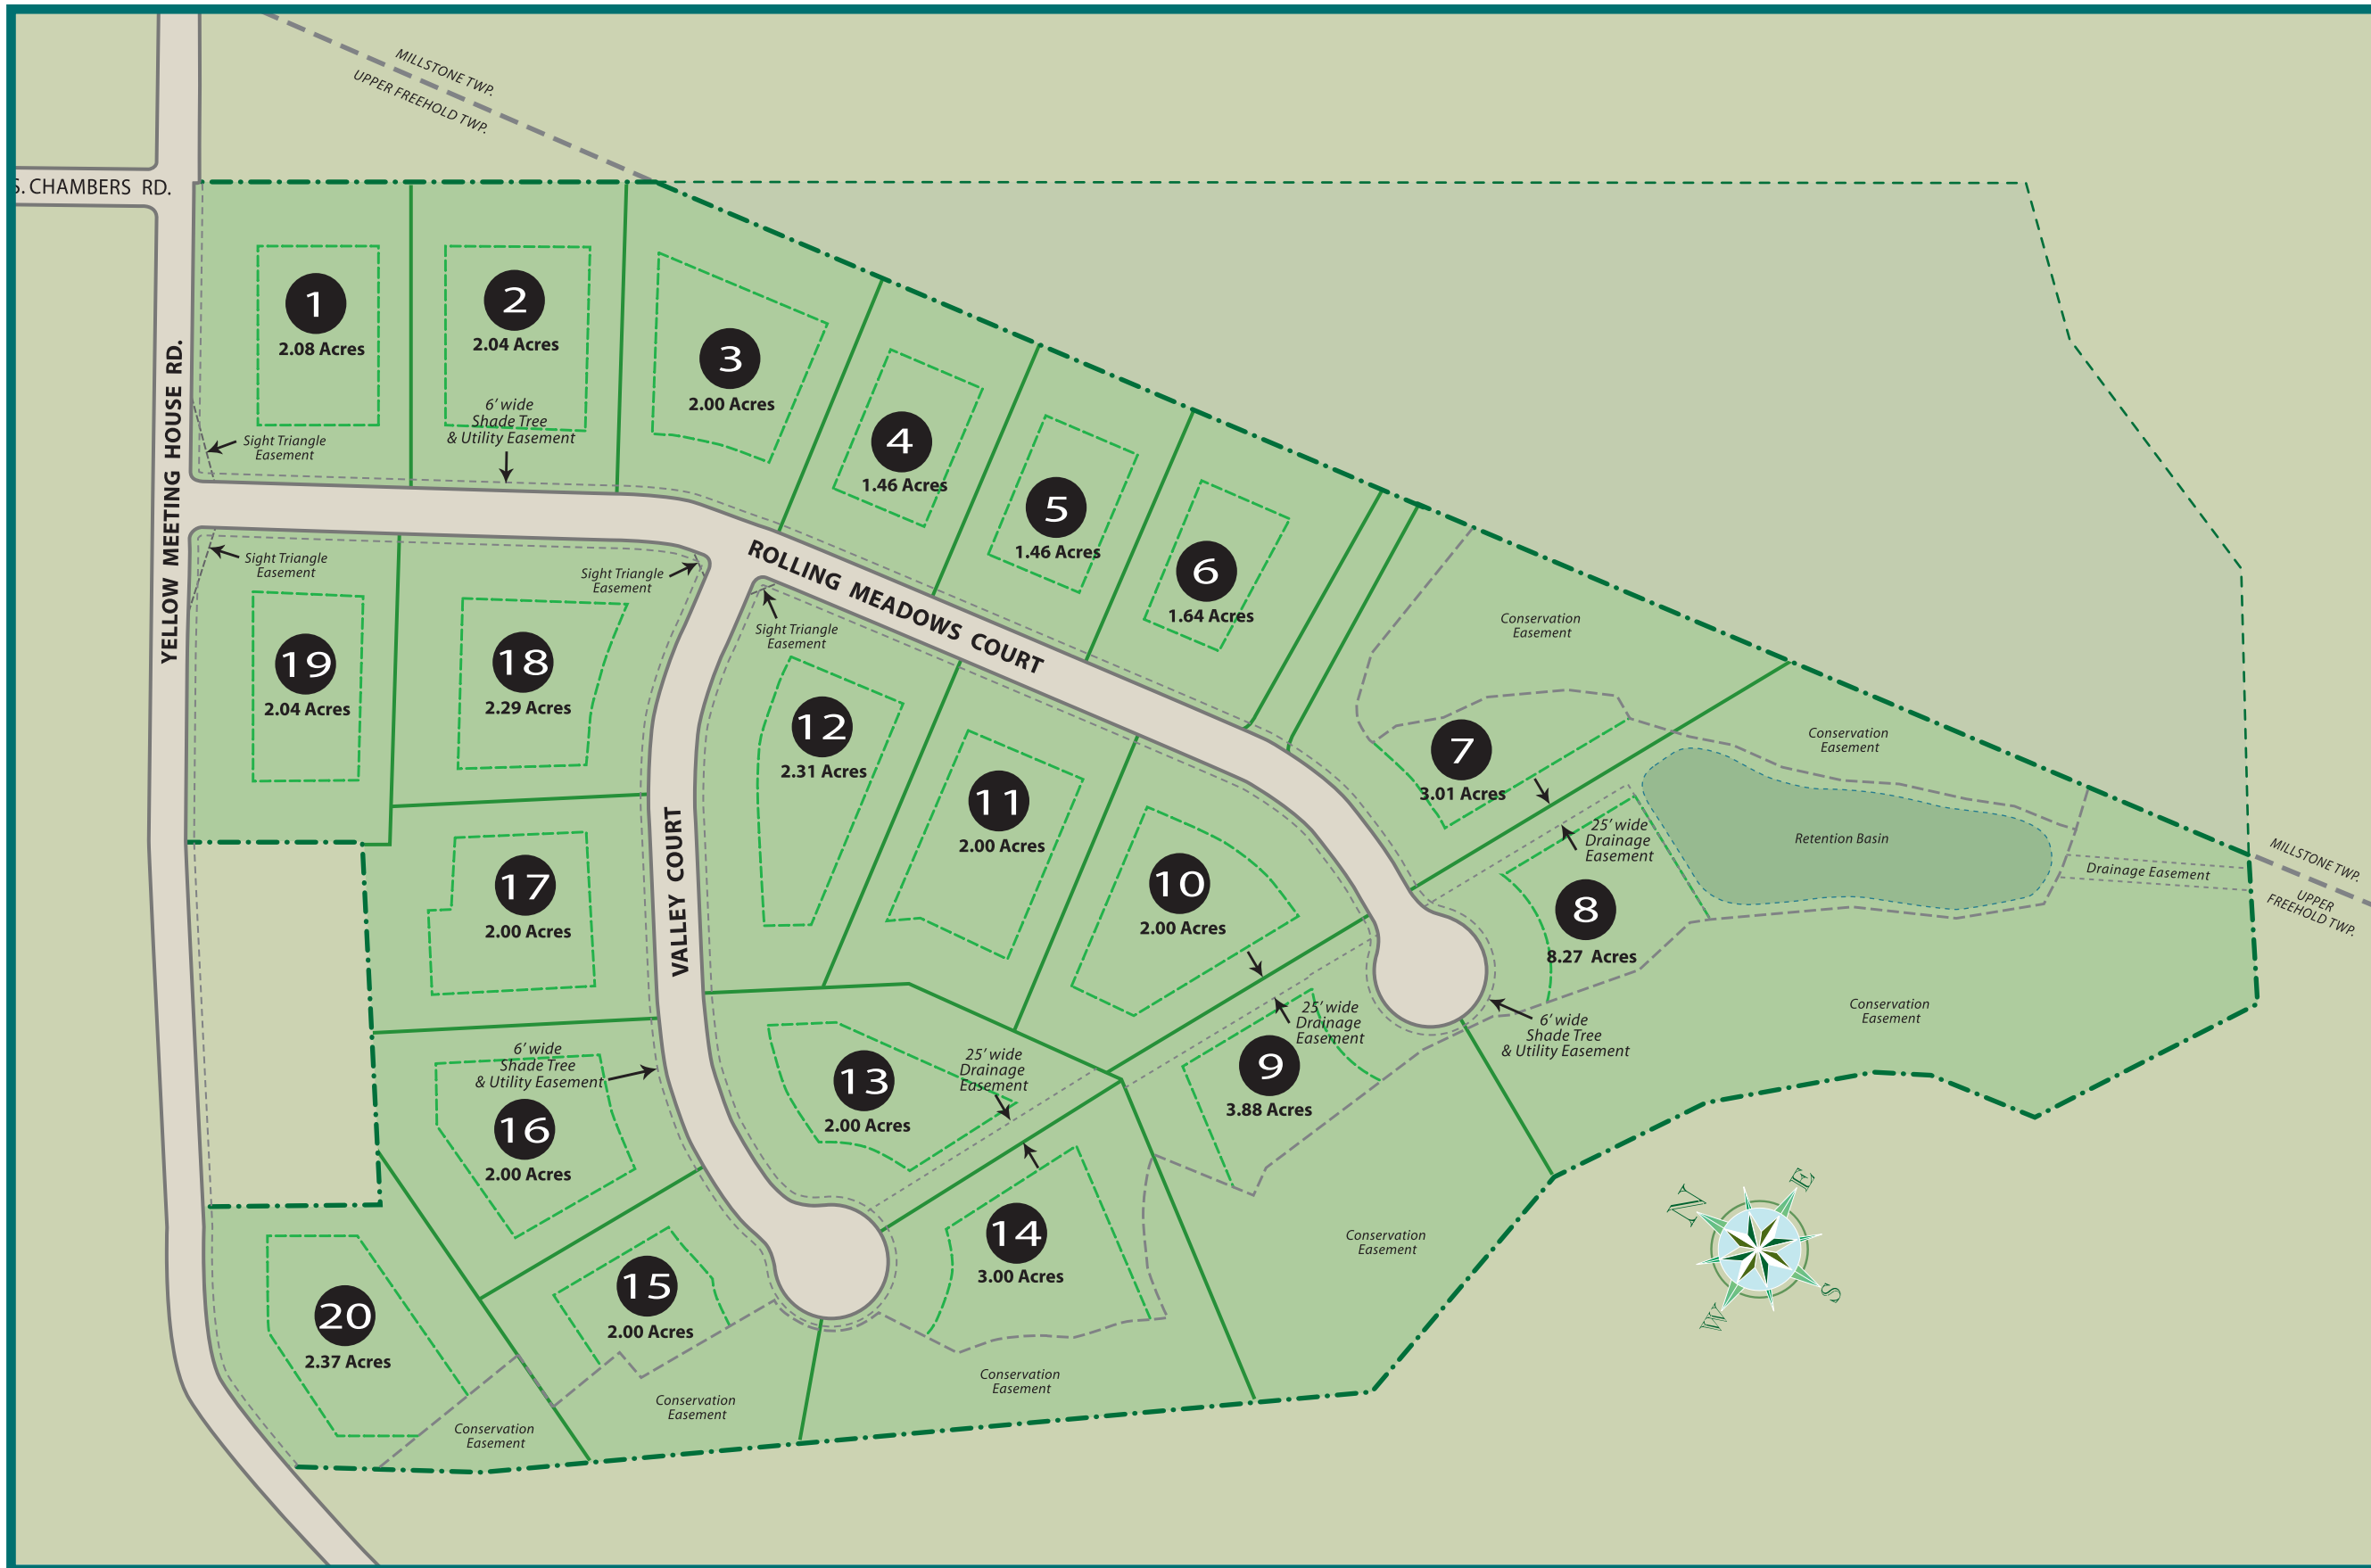 MILLSTONE TWP.
UPPER FREEHOLD TWP.
S. CHAMBERS RD.
YELLOW MEETING HOUSE RD.
1
2.08 Acres
2
2.04 Acres
6' wide
Shade Tree
& Utility Easement
Sight Triangle
Easement
3
2.00 Acres
4
1.46 Acres
5
1.46 Acres
6
1.64 Acres
ROLLING MEADOWS COURT
Sight Triangle
Easement
Sight Triangle
Easement
Sight Triangle
Easement
19
2.04 Acres
18
2.29 Acres
12
2.31 Acres
11
2.00 Acres
10
2.00 Acres
Conservation
Easement
7
3.01 Acres
Conservation
Easement
25' wide
Drainage
Easement
Retention Basin
Drainage Easement
MILLSTONE TWP.
UPPER
FREEHOLD TWP.
8
8.27 Acres
17
2.00 Acres
VALLEY COURT
6' wide
Shade Tree
& Utility Easement
16
2.00 Acres
13
2.00 Acres
25' wide
Drainage
Easement
25' wide
Drainage
Easement
9
3.88 Acres
6' wide
Shade Tree
& Utility Easement
Conservation
Easement
14
3.00 Acres
Conservation
Easement
15
2.00 Acres
20
2.37 Acres
Conservation
Easement
Conservation
Easement
Conservation
Easement
N
E
S
W